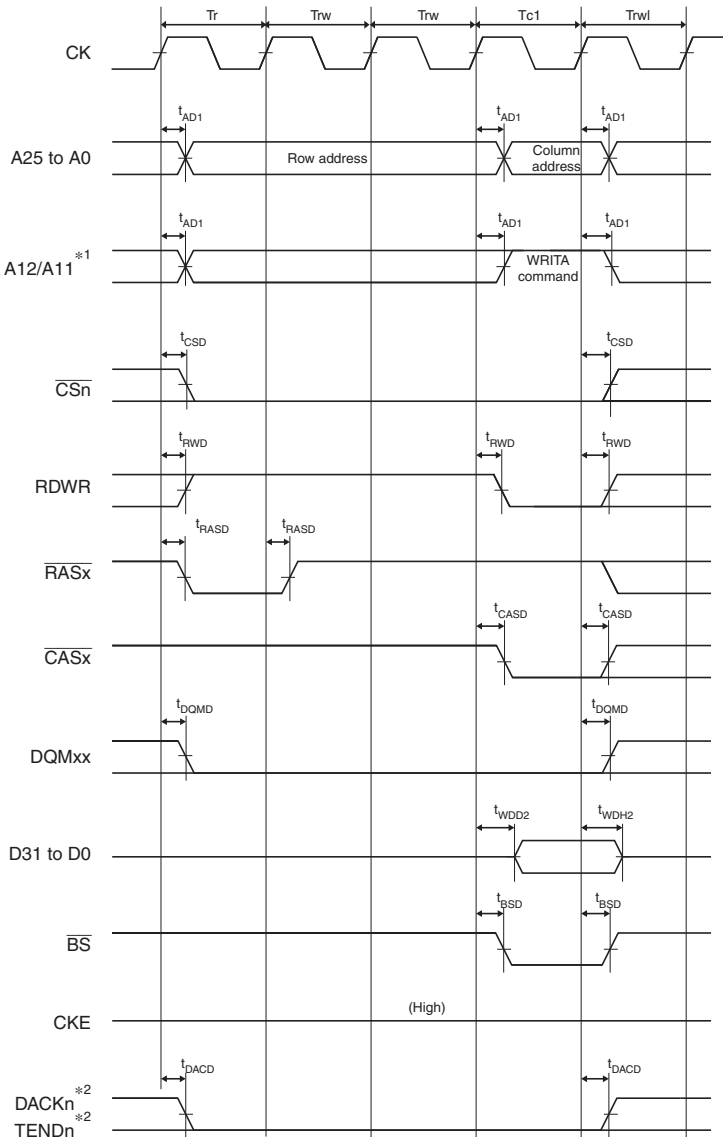 Tr Trw Trw Tc1 Trwl
CK
tAD1 tAD1 tAD1
A25 to A0 Row address Column address
tAD1 tAD1 tAD1
A12/A11*1 WRITA command
tCSD tCSD
CSn
tRWD tRWD tRWD
RDWR
tRASD tRASD
RASx
tCASD tCASD
CASx
tDQMD tDQMD
DQMxx
tWDD2 tWDH2
D31 to D0
tBSD tBSD
BS
(High)
CKE
tDACD tDACD
DACKn*2
TENDn*2